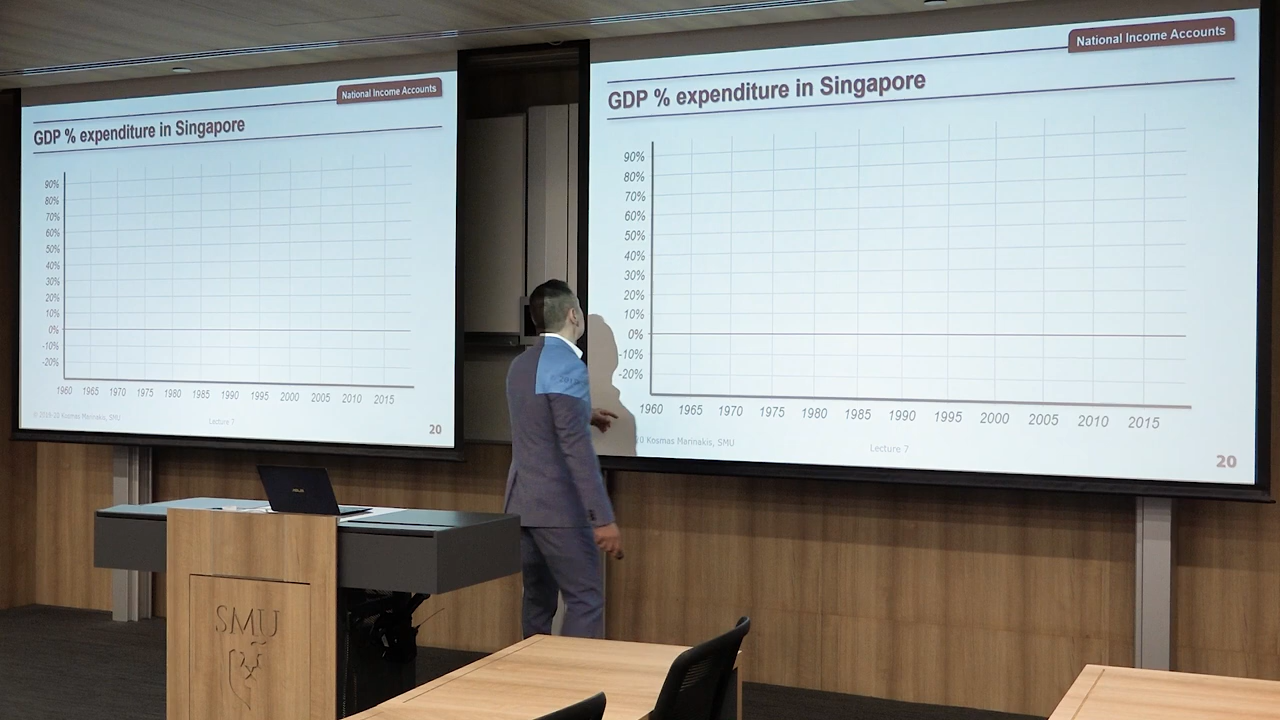 National Income Accounts
GDP % expenditure in Singapore
90%
80%
70%
60%
50%
40%
30%
20%
10%
0%
-10%
-20%
1960 1965 1970 1975 1980 1985 1990 1995 2000 2005 2010 2015
Kosmas Marinakis, SMU
Lecture 7
20
National Income Accounts
GDP % expenditure in Singapore
90%
80%
70%
60%
50%
40%
30%
20%
10%
0%
-10%
-20%
1960 1965 1970 1975 1980 1985 1990 1995 2000 2005 2010 2015
Kosmas Marinakis, SMU
Lecture 7
20
ASUS
SMU